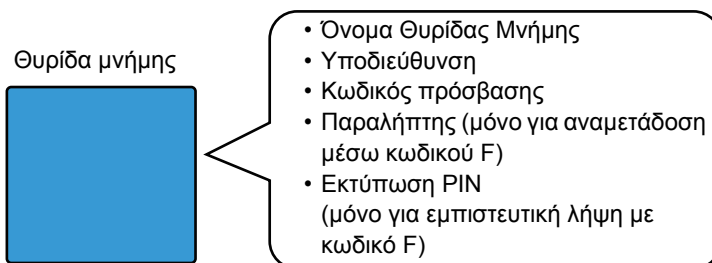 Θυρίδα μνήμης
• Όνομα Θυρίδας Μνήμης
• Υποδιεύθυνση
• Κωδικός πρόσβασης
• Παραλήπτης (μόνο για αναμετάδοση
μέσω κωδικού F)
• Εκτύπωση PIN
(μόνο για εμπιστευτική λήψη με
κωδικό F)